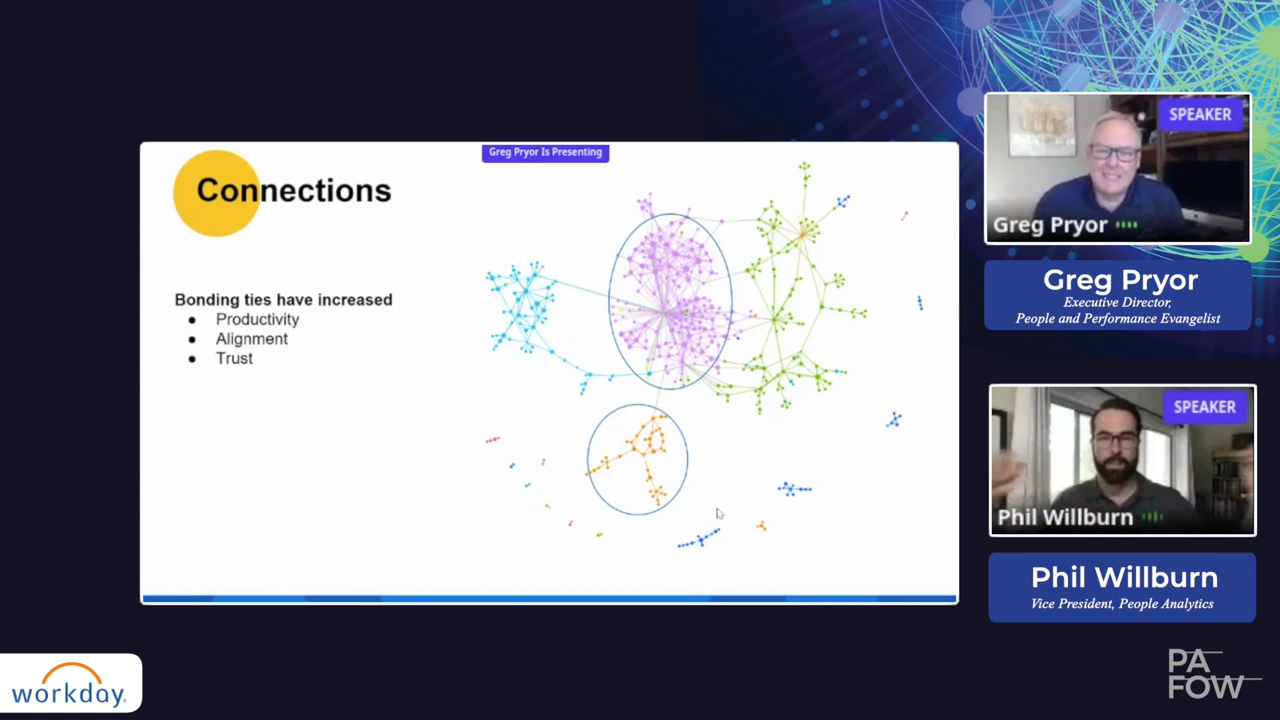 Greg Pryor Is Presenting
Connections
Bonding ties have increased
● Productivity
● Alignment
● Trust
SPEAKER
Greg Pryor
Greg Pryor
Executive Director,
People and Performance Evangelist
SPEAKER
Phil Willburn
Phil Willburn
Vice President, People Analytics
workday.
PA
FOW